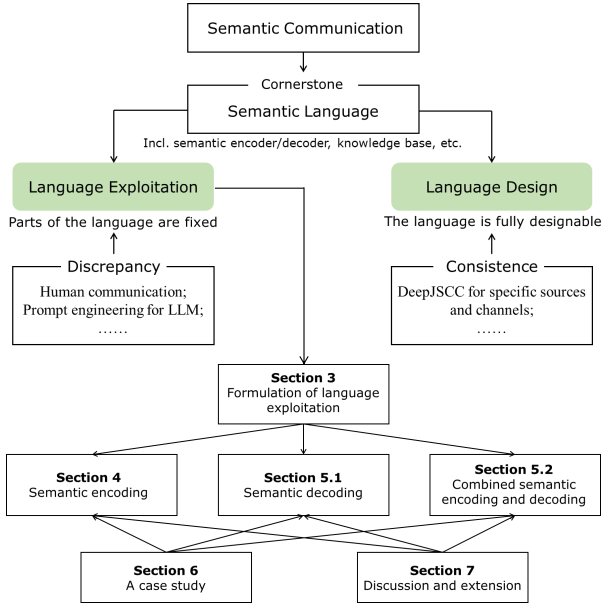 Semantic Communication
Cornerstone
Semantic Language
Incl. semantic encoder/decoder, knowledge base, etc.
Language Exploitation
Parts of the language are fixed
Language Design
The language is fully designable
Discrepancy
Human communication;
Prompt engineering for LLM;
......
Consistence
DeepJSCC for specific sources
and channels;
......
Section 3
Formulation of language
exploitation
Section 4
Semantic encoding
Section 5.1
Semantic decoding
Section 5.2
Combined semantic
encoding and decoding
Section 6
A case study
Section 7
Discussion and extension